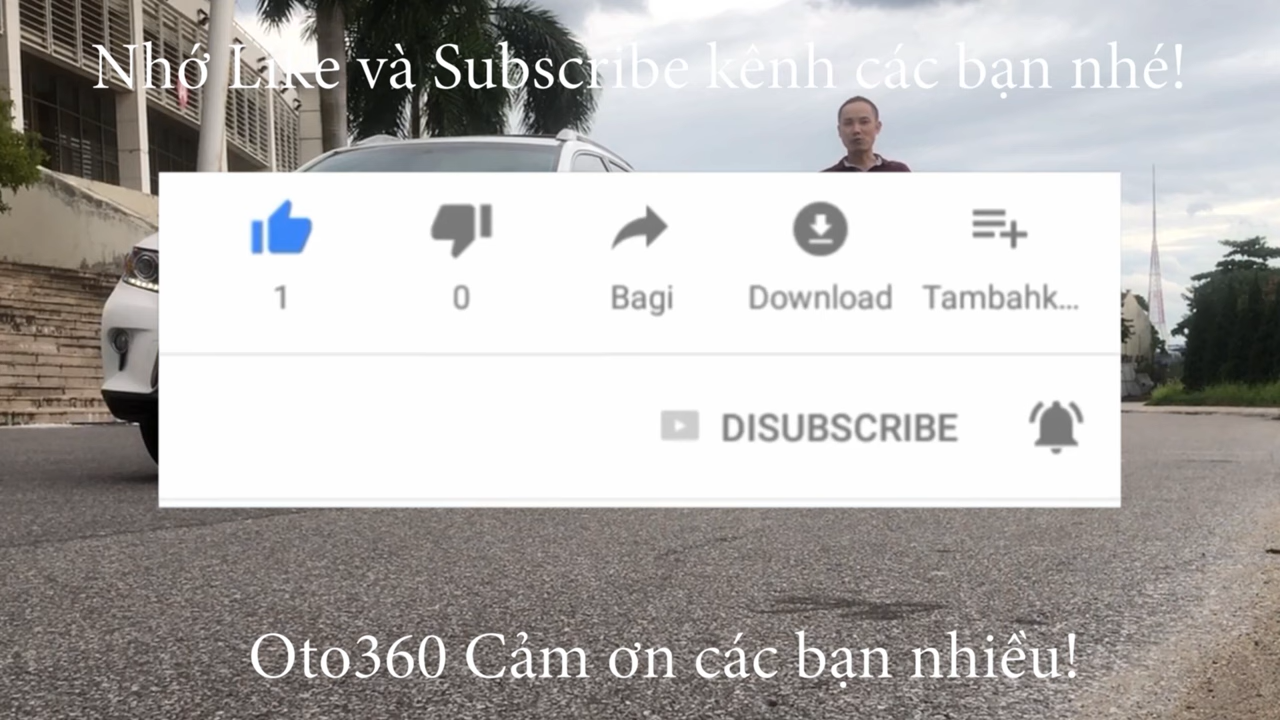 Nhớ Like và Subscribe kênh các bạn nhé!
1
0
Bagi
Download
Tambahk...
DISUBSCRIBE
Oto360 Cảm ơn các bạn nhiều!